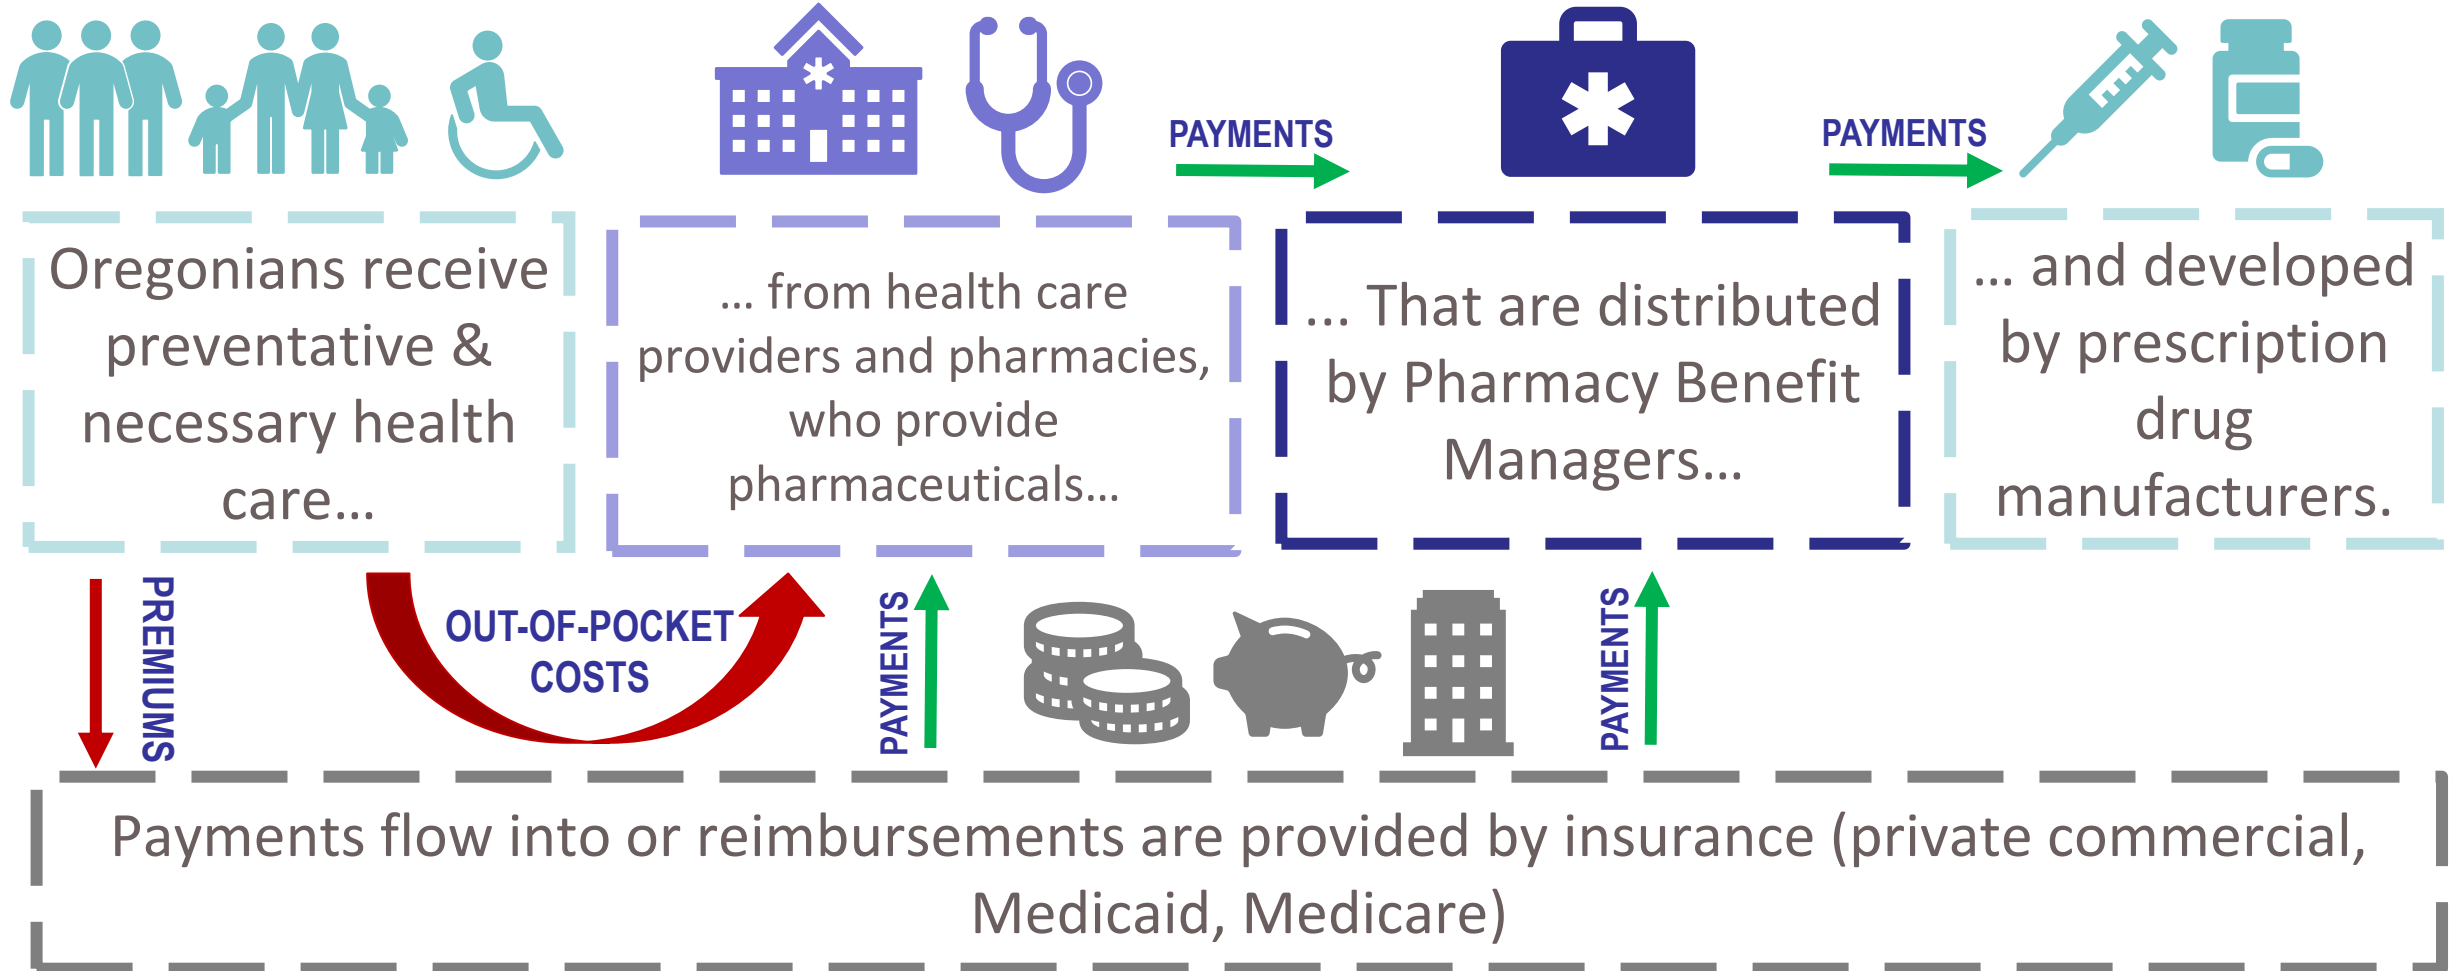 PAYMENTS
PAYMENTS
Oregonians receive
preventative &
necessary health
care...
... from health care
providers and pharmacies,
who provide
pharmaceuticals...
... That are distributed
by Pharmacy Benefit
Managers...
... and developed
by prescription
drug
manufacturers.
PREMIUMS
OUT-OF-POCKET
COSTS
PAYMENTS
PAYMENTS
Payments flow into or reimbursements are provided by insurance (private commercial,
Medicaid, Medicare)